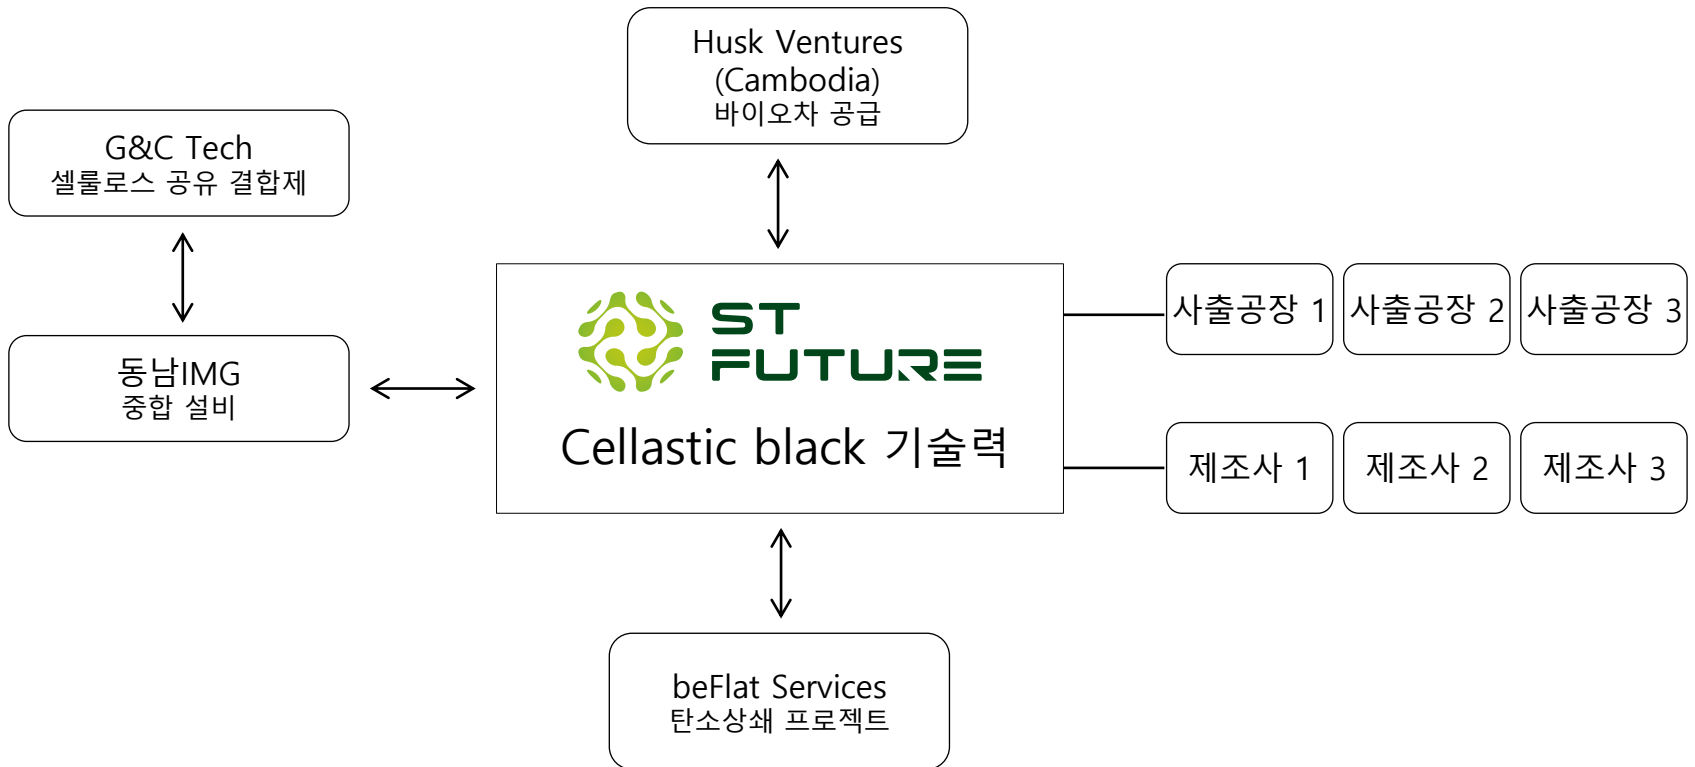 Husk Ventures
(Cambodia)
바이오차 공급
G&C Tech
셀룰로스 공유 결합제
동남IMG
중합 설비
ST
FUTURE
Cellastic black 기술력
사출공장 1
사출공장 2
사출공장 3
제조사 1
제조사 2
제조사 3
beFlat Services
탄소상쇄 프로젝트